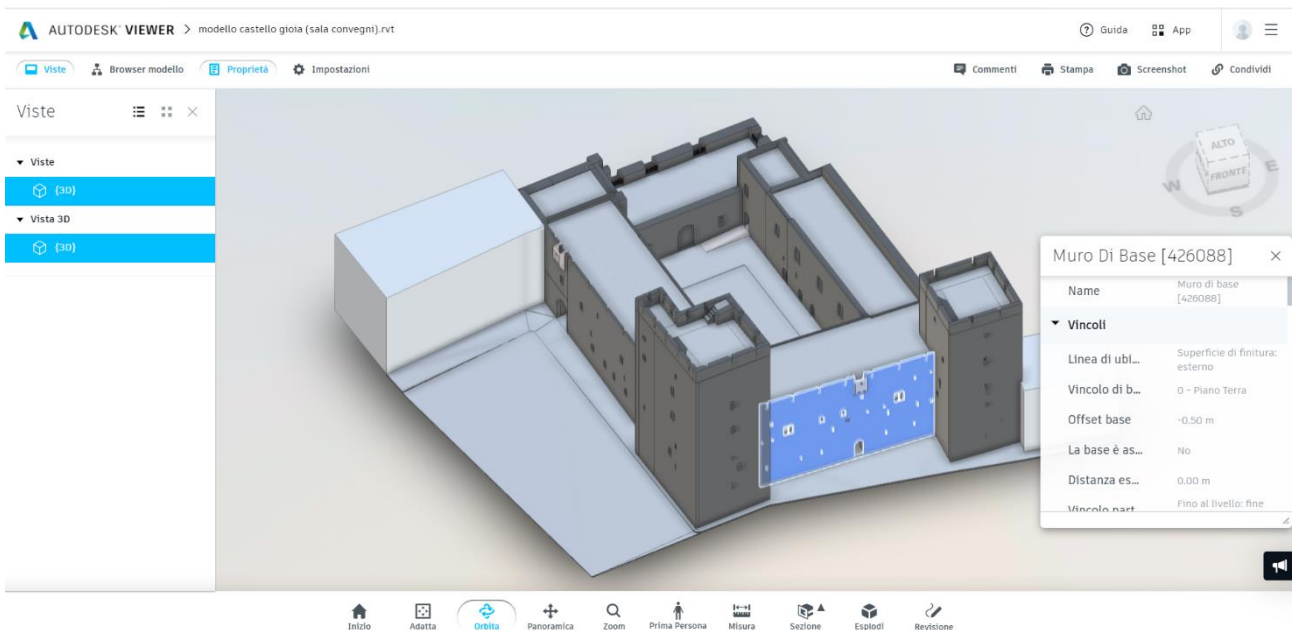 AUTODESK® VIEWER > modello castello gioia (sala convegni).rvt
Guida
App
Viste
Browser modello
Proprietà
Impostazioni
Commenti
Stampa
Screenshot
Condividi
Viste
Viste
{3D}
Vista 3D
{3D}
ALTO
FRONTE
W
S
E
Muro Di Base [426088]
Name Muro di base
[426088]
Vincoli
Linea di ubi... Superficie di finitura:
esterno
Vincolo di b... 0 - Piano Terra
Offset base -0.50 m
La base è as... No
Distanza es... 0.00 m
Vincolo part Fino al livello: fine
Inizio
Adatta
Orbita
Panoramica
Zoom
Prima Persona
Misura
Sezione
Esplodi
Revisione